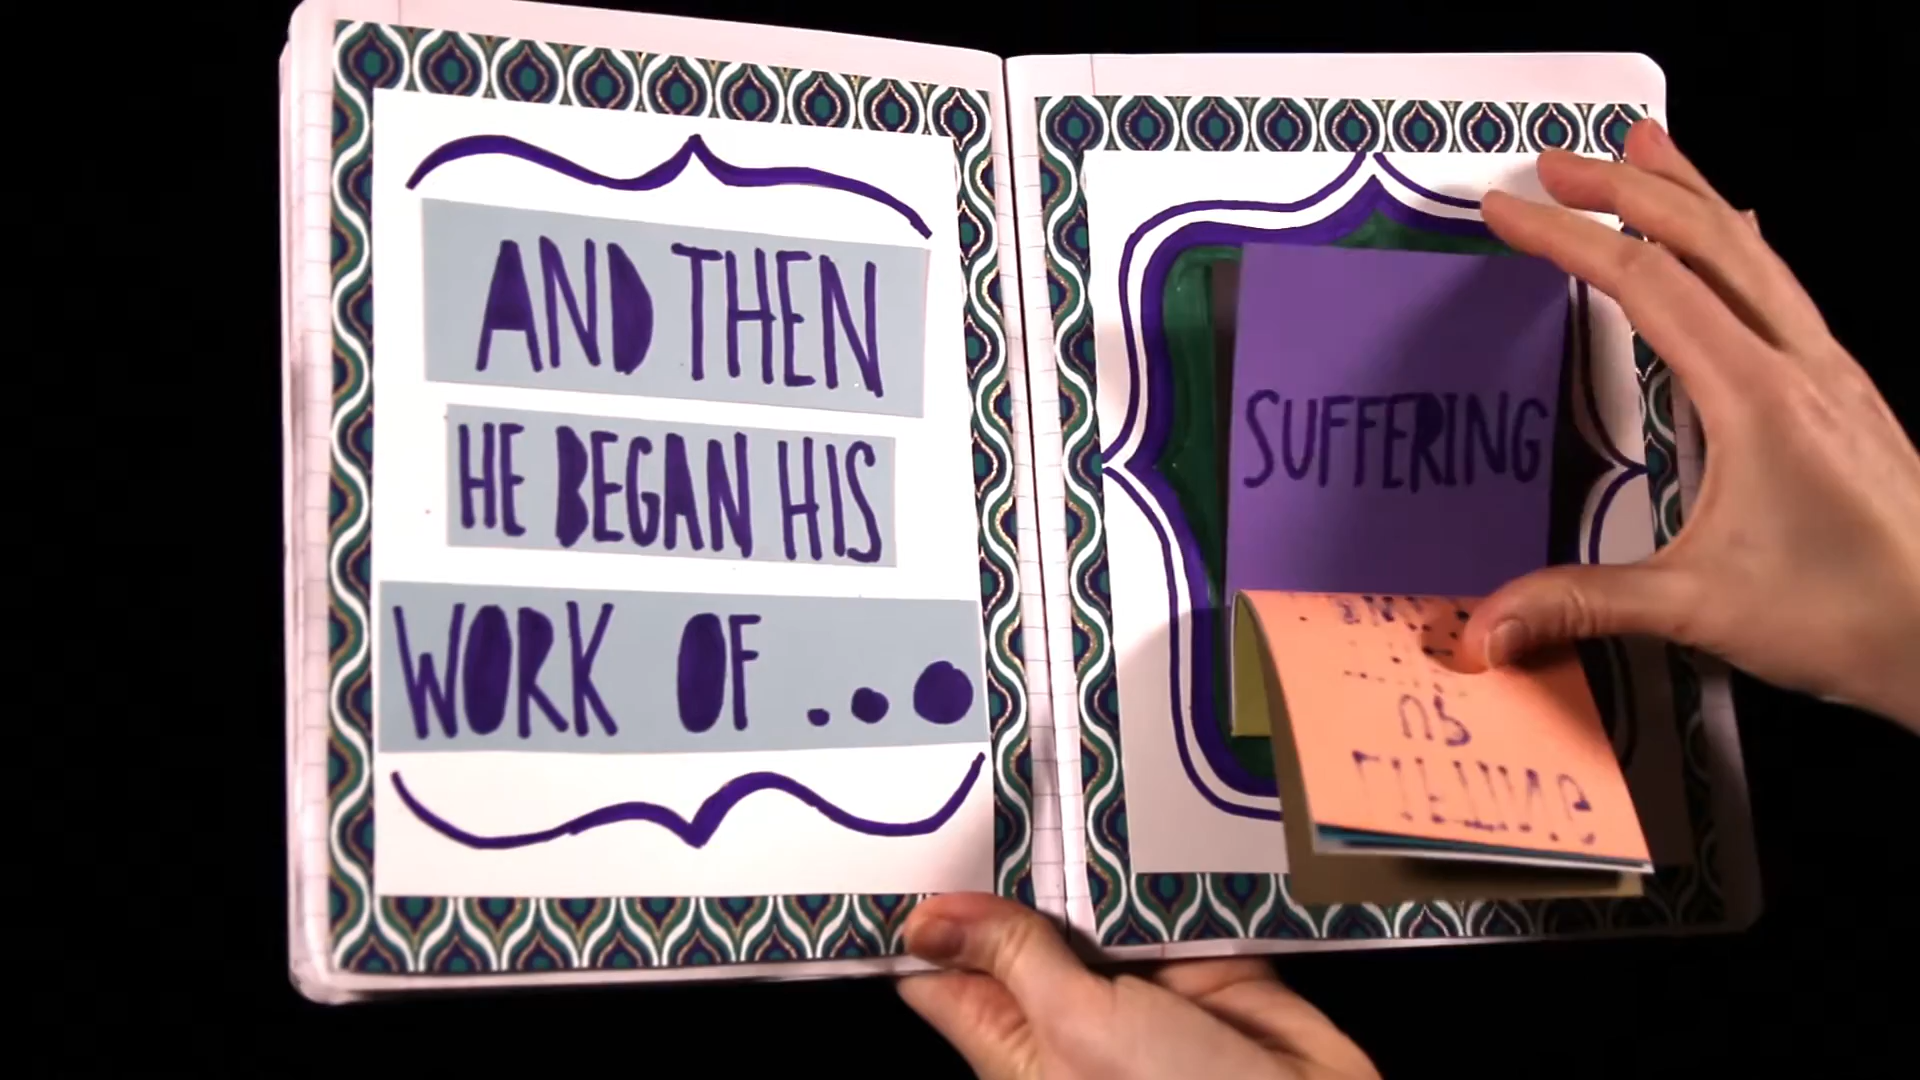 AND THEN
HE BEGAN HIS
WORK OF...
SUFFERING